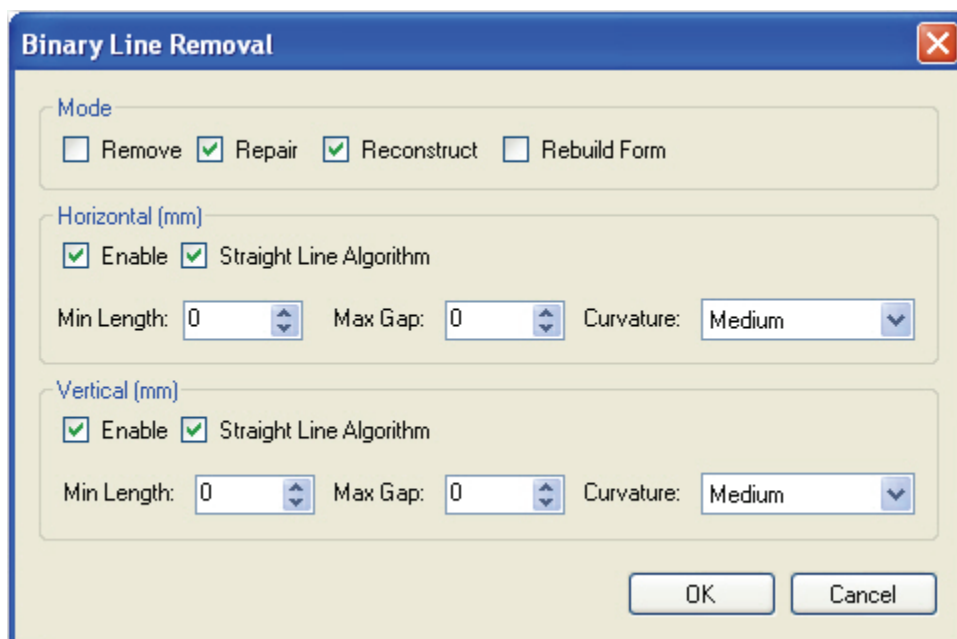 Binary Line Removal
Mode
Remove Repair Reconstruct Rebuild Form
Horizontal (mm)
Enable Straight Line Algorithm
Min Length: 0 Max Gap: 0 Curvature: Medium
Vertical (mm)
Enable Straight Line Algorithm
Min Length: 0 Max Gap: 0 Curvature: Medium
OK Cancel